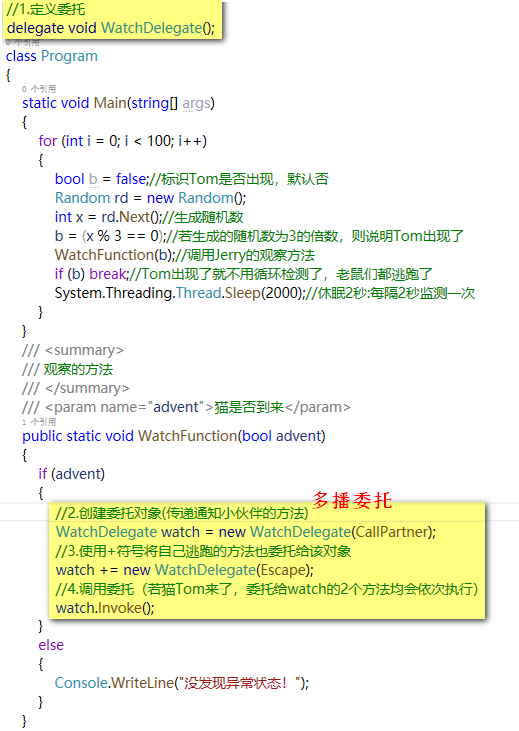 //1.定义委托
delegate void WatchDelegate();
0 个引用
class Program
{
0 个引用
static void Main(string[] args)
{
for (int i = 0; i < 100; i++)
{
bool b = false;//标识Tom是否出现，默认否
Random rd = new Random();
int x = rd.Next();//生成随机数
b = (x % 3 == 0);//若生成的随机数为3的倍数，则说明Tom出现了
WatchFunction(b);//调用Jerry的观察方法
if (b) break;//Tom出现了就不用循环检测了，老鼠们都逃跑了
System.Threading.Thread.Sleep(2000);//休眠2秒:每隔2秒监测一次
}
}
/// <summary>
/// 观察的方法
/// </summary>
/// <param name="advent">猫是否到来</param>
1 个引用
public static void WatchFunction(bool advent)
{
if (advent)
{
多播委托
//2.创建委托对象(传递通知小伙伴的方法)
WatchDelegate watch = new WatchDelegate(CallPartner);
//3.使用+符号将自己逃跑的方法也委托给该对象
watch += new WatchDelegate(Escape);
//4.调用委托（若猫Tom来了，委托给watch的2个方法均会依次执行）
watch.Invoke();
}
else
{
Console.WriteLine("没发现异常状态！");
}
}